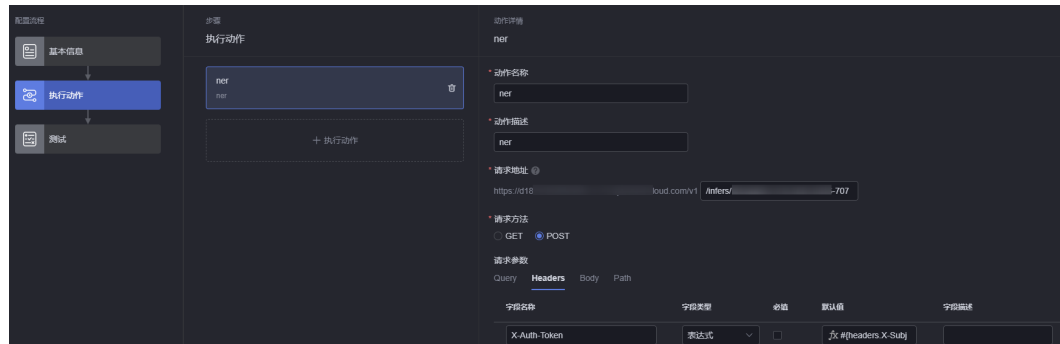 配置流程
基本信息
执行动作
测试
步骤
执行动作
ner
ner
+ 执行动作
动作详情
ner
* 动作名称
ner
* 动作描述
ner
* 请求地址
https://d18 loud.com/v1 /infers/ -707
* 请求方法
GET POST
请求参数
Query Headers Body Path
字段名称 字段类型 必填 默认值 字段描述
X-Auth-Token 表达式 fx #{headers.X-Subj